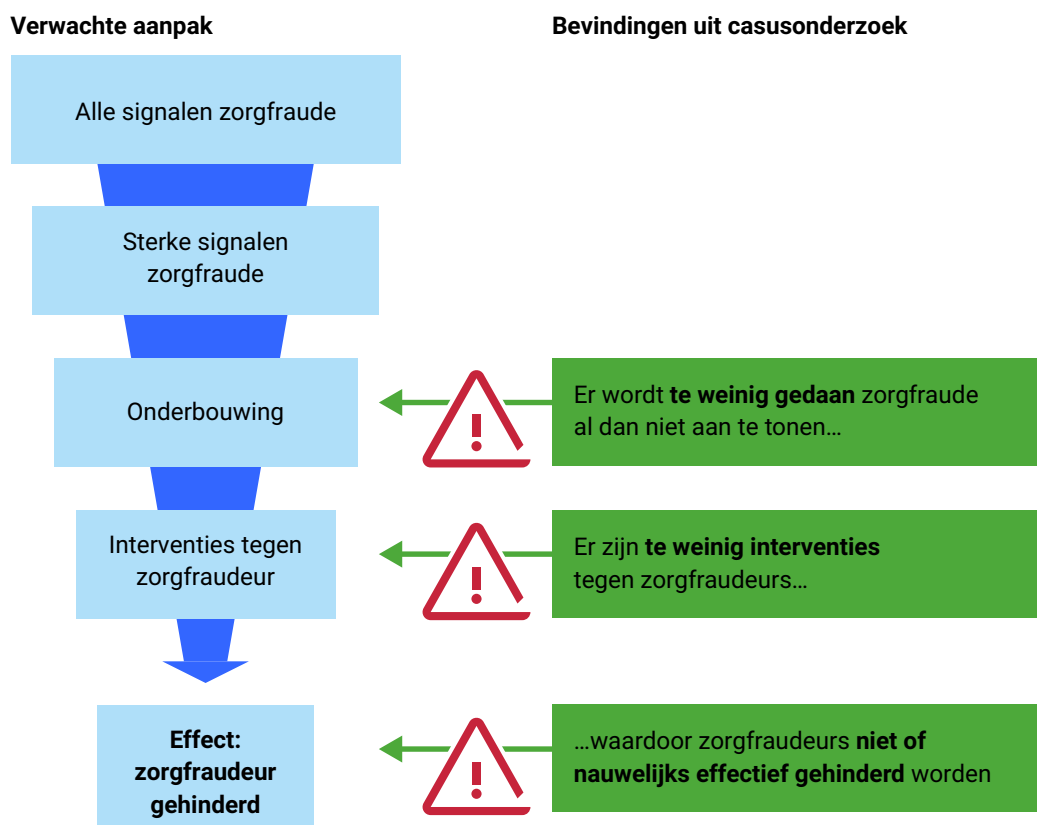 Verwachte aanpak
Bevindingen uit casusonderzoek
Alle signalen zorgfraude
Sterke signalen
zorgfraude
Onderbouwing
Er wordt te weinig gedaan zorgfraude
al dan niet aan te tonen…
Interventies tegen
zorgfraudeur
Er zijn te weinig interventies
tegen zorgfraudeurs…
Effect:
zorgfraudeur
gehinderd
…waardoor zorgfraudeurs niet of
nauwelijks effectief gehinderd worden